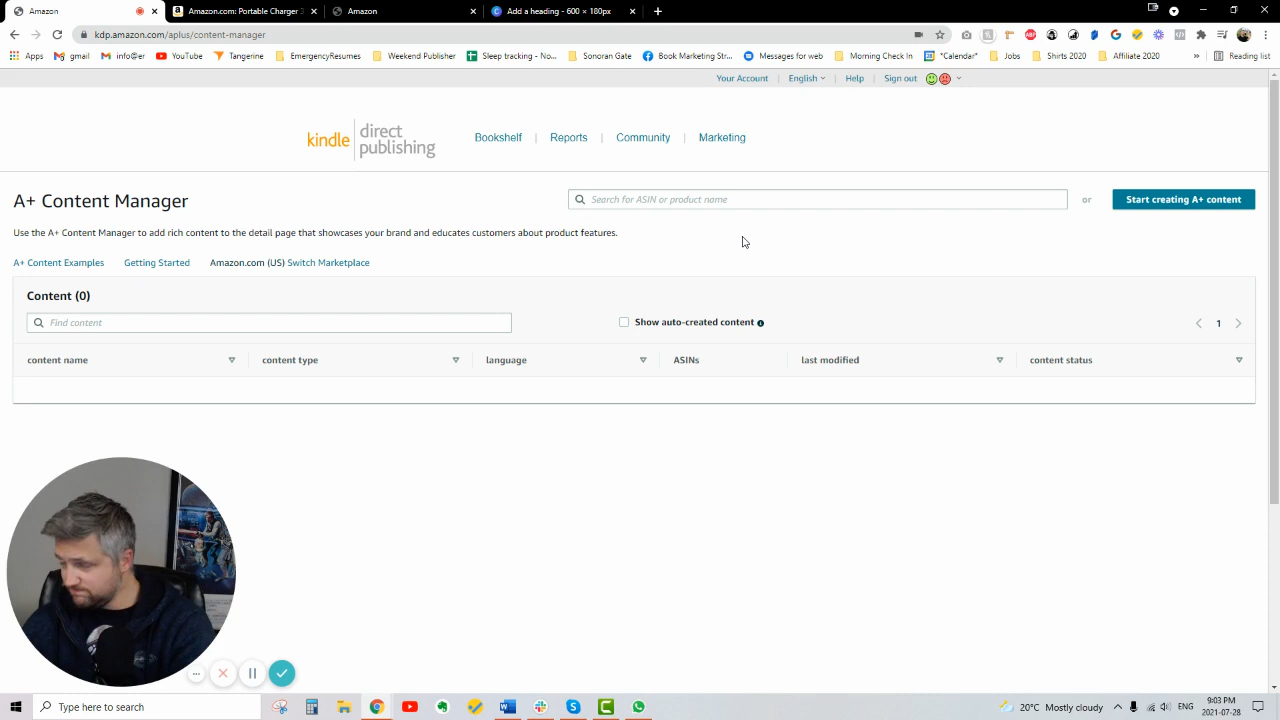 Amazon
Amazon.com: Portable Charger 3
Amazon
Add a heading - 600 × 180px
kdp.amazon.com/aplus/content-manager
Apps
gmail
info@er
YouTube
Tangerine
EmergencyResumes
Weekend Publisher
Sleep tracking - No...
Sonoran Gate
Book Marketing Str...
Messages for web
Morning Check In
*Calendar*
Jobs
Shirts 2020
Affiliate 2020
»
Reading list
Your Account
English
Help
Sign out
kindle direct publishing
Bookshelf
Reports
Community
Marketing
A+ Content Manager
Search for ASIN or product name
or
Start creating A+ content
Use the A+ Content Manager to add rich content to the detail page that showcases your brand and educates customers about product features.
A+ Content Examples
Getting Started
Amazon.com (US) Switch Marketplace
Content (0)
Find content
Show auto-created content
1
content name
content type
language
ASINs
last modified
content status
Type here to search
20°C Mostly cloudy
ENG
9:03 PM
2021-07-28